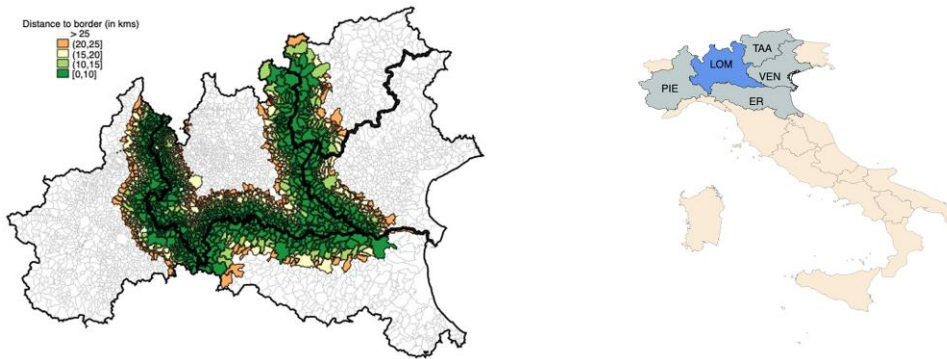 Distance to border (in kms)
> 25
(20,25]
(15,20]
(10,15]
[0,10]
TAA
LOM
VEN
PIE
ER